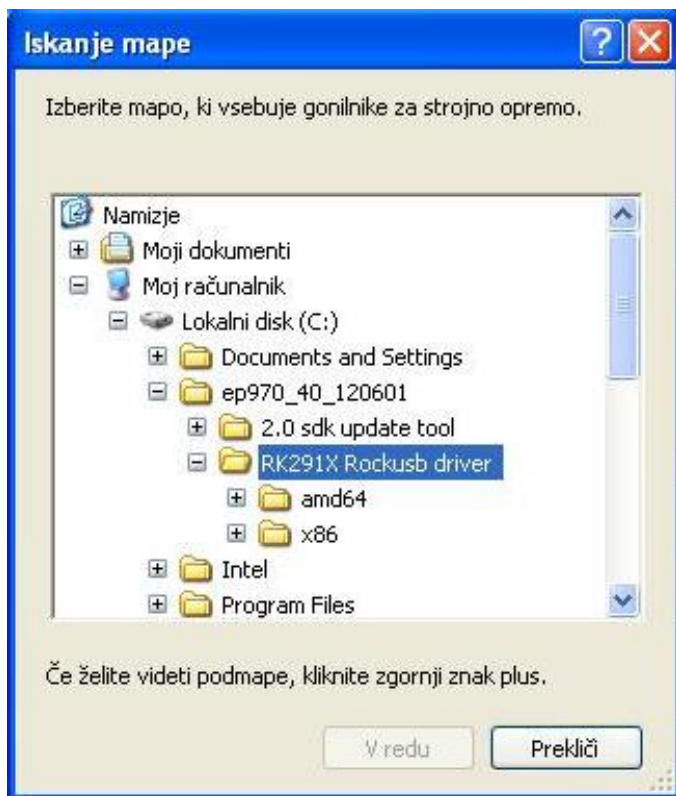 Iskanje mape
Izberite mapo, ki vsebuje gonilnike za strojno opremo.
Namizje
Moji dokumenti
Moj računalnik
Lokalni disk (C:)
Documents and Settings
ep970_40_120601
2.0 sdk update tool
RK291X Rockusb driver
amd64
x86
Intel
Program Files
Če želite videti podmape, kliknite zgornji znak plus.
V redu Prekliči